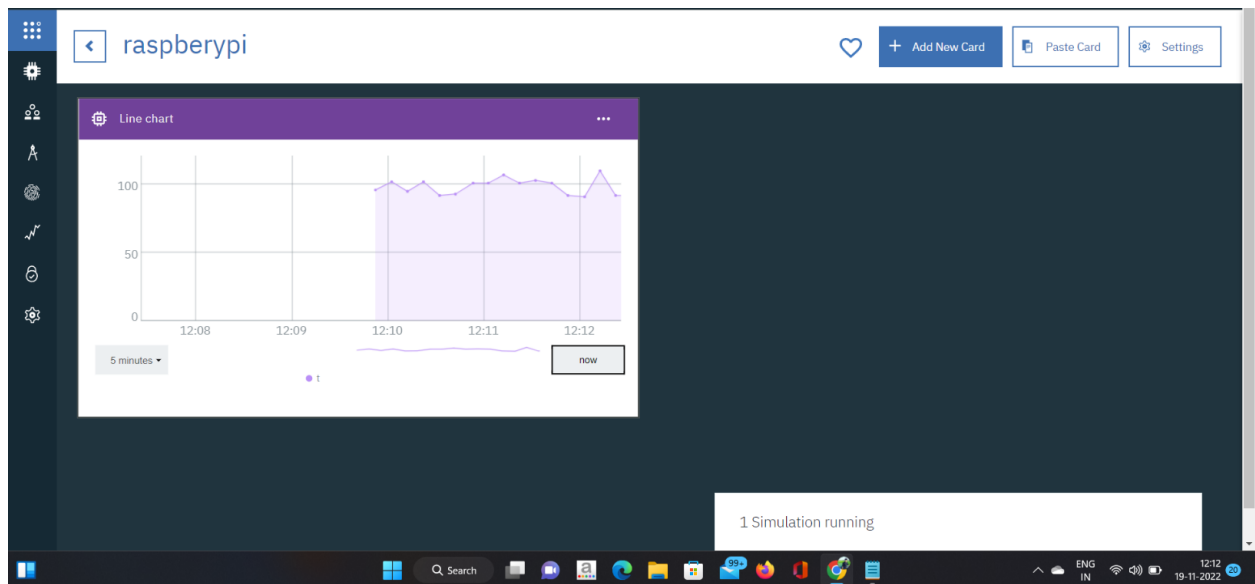 raspberypi
+ Add New Card
Paste Card
Settings
Line chart
100
50
0
12:08 12:09 12:10 12:11 12:12
5 minutes
now
t
1 Simulation running
Search
a
99+
ENG
IN
12:12
19-11-2022
20